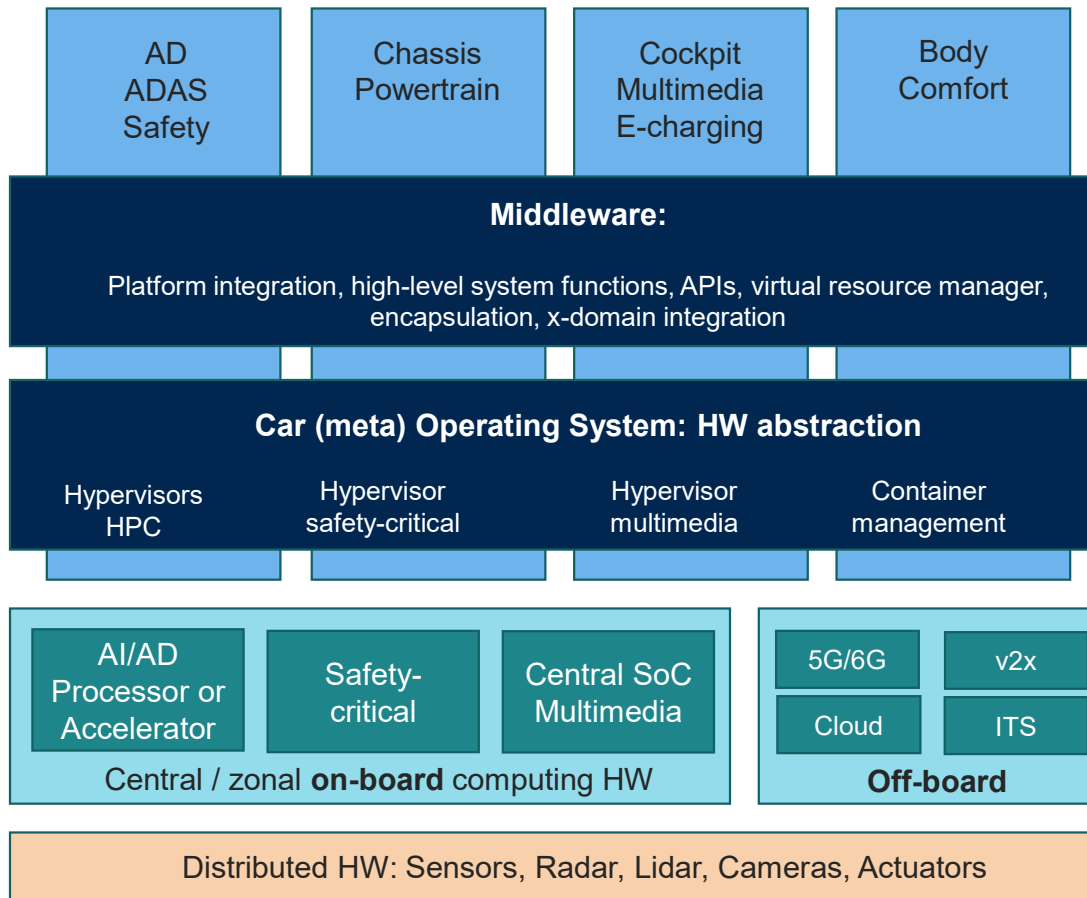 AD
ADAS
Safety
Chassis
Powertrain
Cockpit
Multimedia
E-charging
Body
Comfort
Middleware:
Platform integration, high-level system functions, APIs, virtual resource manager,
encapsulation, x-domain integration
Car (meta) Operating System: HW abstraction
Hypervisors
HPC
Hypervisor
safety-critical
Hypervisor
multimedia
Container
management
AI/AD
Processor or
Accelerator
Safety-
critical
Central SoC
Multimedia
Central / zonal on-board computing HW
5G/6G
v2x
Cloud
ITS
Off-board
Distributed HW: Sensors, Radar, Lidar, Cameras, Actuators